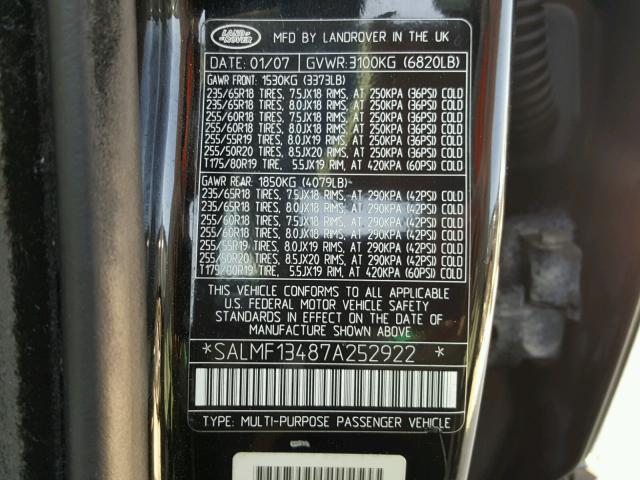 LAND
ROVER
MFD BY LANDROVER IN THE UK
DATE: 01/07 GVWR: 3100KG (6820LB)
GAWR FRONT: 1530KG (3373LB)
235/65R18 TIRES, 7.5JX18 RIMS, AT 250KPA (36PSI) COLD
235/65R18 TIRES, 8.0JX18 RIMS, AT 250KPA (36PSI) COLD
255/60R18 TIRES, 7.5JX18 RIMS, AT 250KPA (36PSI) COLD
255/60R18 TIRES, 8.0JX18 RIMS, AT 250KPA (36PSI) COLD
255/55R19 TIRES, 8.0JX19 RIMS, AT 250KPA (36PSI) COLD
255/50R20 TIRES, 8.5JX20 RIMS, AT 250KPA (36PSI) COLD
T175/80R19 TIRE, 5.5JX19 RIM, AT 420KPA (60PSI) COLD
GAWR REAR: 1850KG (4079LB)
235/65R18 TIRES, 7.5JX18 RIMS, AT 290KPA (42PSI) COLD
235/65R18 TIRES, 8.0JX18 RIMS, AT 290KPA (42PSI) COLD
255/60R18 TIRES, 7.5JX18 RIMS, AT 290KPA (42PSI) COLD
255/60R18 TIRES, 8.0JX18 RIMS, AT 290KPA (42PSI) COLD
255/55R19 TIRES, 8.0JX19 RIMS, AT 290KPA (42PSI) COLD
255/50R20 TIRES, 8.5JX20 RIMS, AT 290KPA (42PSI) COLD
T175/80R19 TIRE, 5.5JX19 RIM, AT 420KPA (60PSI) COLD
THIS VEHICLE CONFORMS TO ALL APPLICABLE
U.S. FEDERAL MOTOR VEHICLE SAFETY
STANDARDS IN EFFECT ON THE DATE OF
MANUFACTURE SHOWN ABOVE
*SALMF13487A252922 *
TYPE: MULTI-PURPOSE PASSENGER VEHICLE